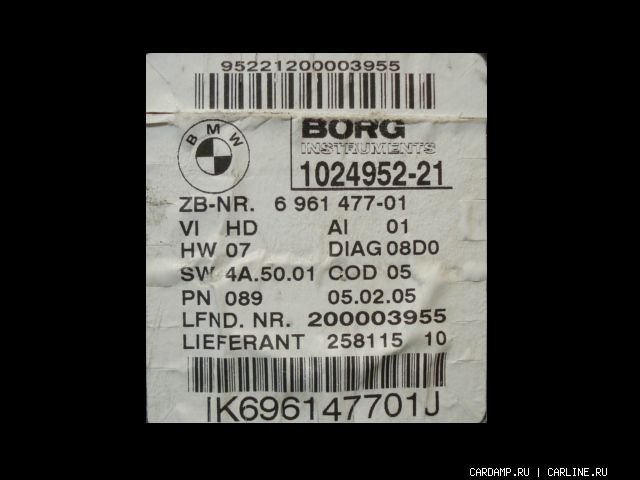 95221200003955
BMW
BORG
INSTRUMENTS
1024952-21
ZB-NR. 6 961 477-01
VI HD AI 01
HW 07 DIAG 08D0
SW 4A.50.01 COD 05
PN 089 05.02.05
LFND. NR. 200003955
LIEFERANT 258115 10
IK696147701J
CARDAMP.RU | CARLINE.RU